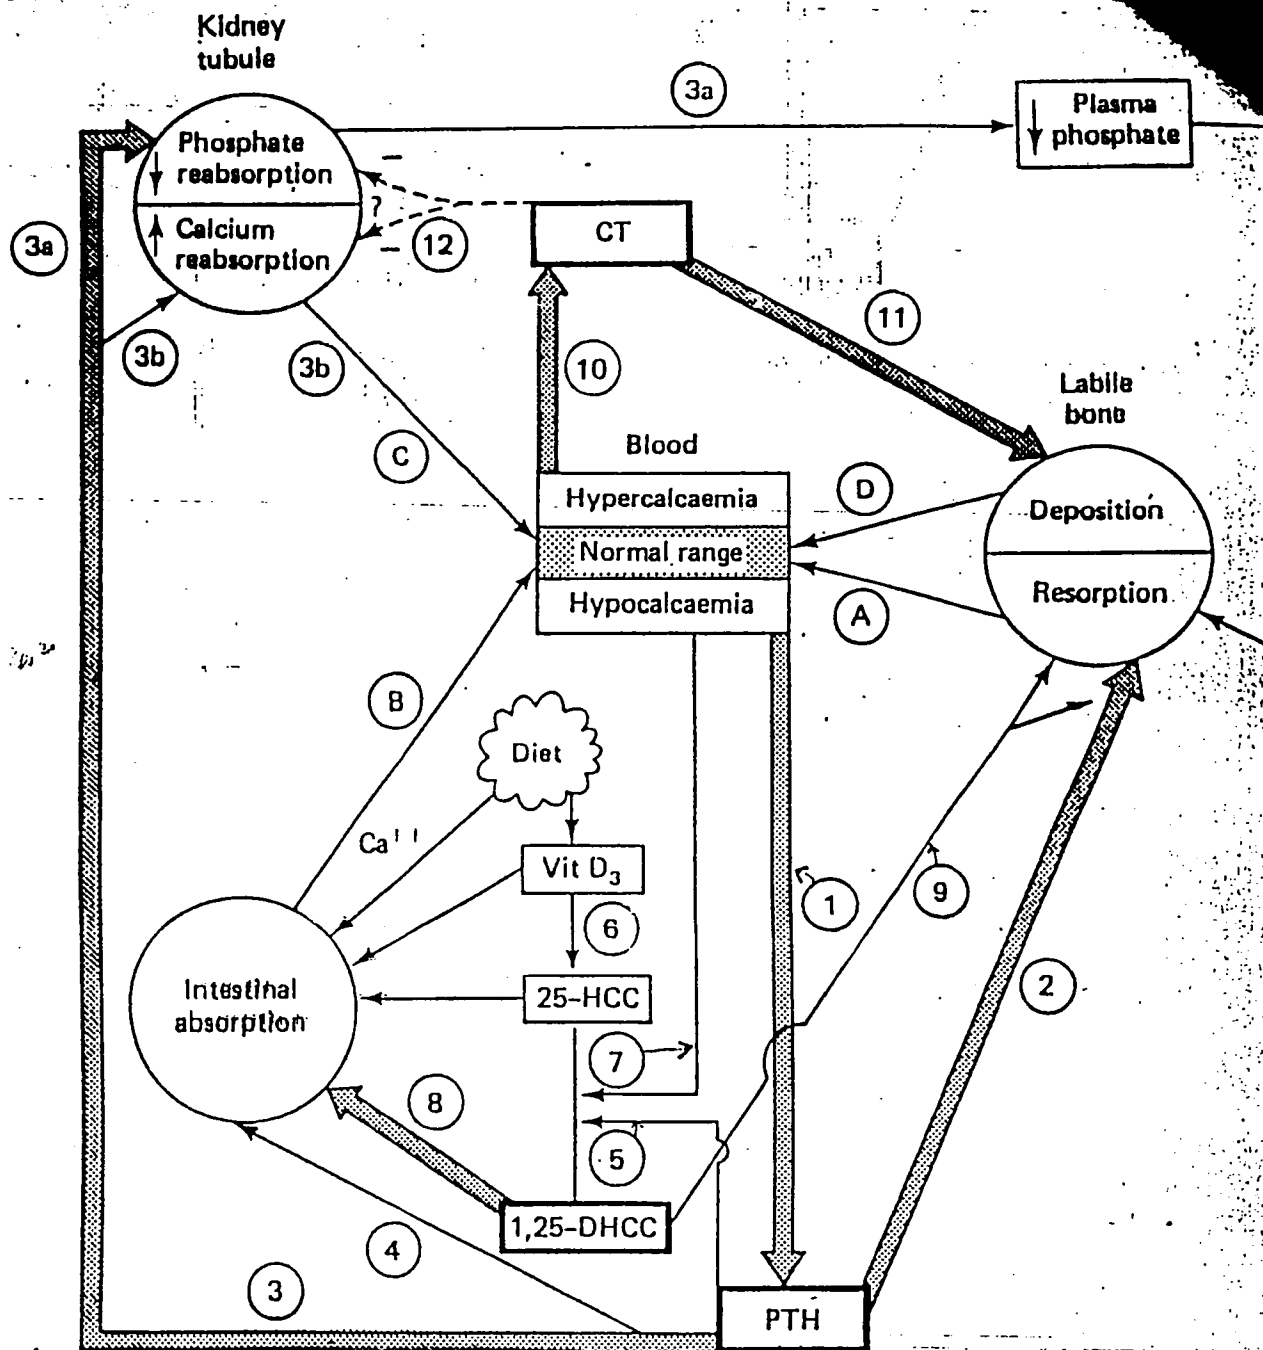 Kidney
tubule
3a
Plasma
phosphate
Phosphate
reabsorption
Calcium
reabsorption
?
–
–
12
CT
3a
3b
3b
10
11
C
Labile
bone
Blood
Hypercalcaemia
Normal range
Hypocalcaemia
D
A
Deposition
Resorption
B
Diet
Ca++
Vit D3
6
1
9
2
25-HCC
Intestinal
absorption
7
8
5
1,25-DHCC
4
3
PTH